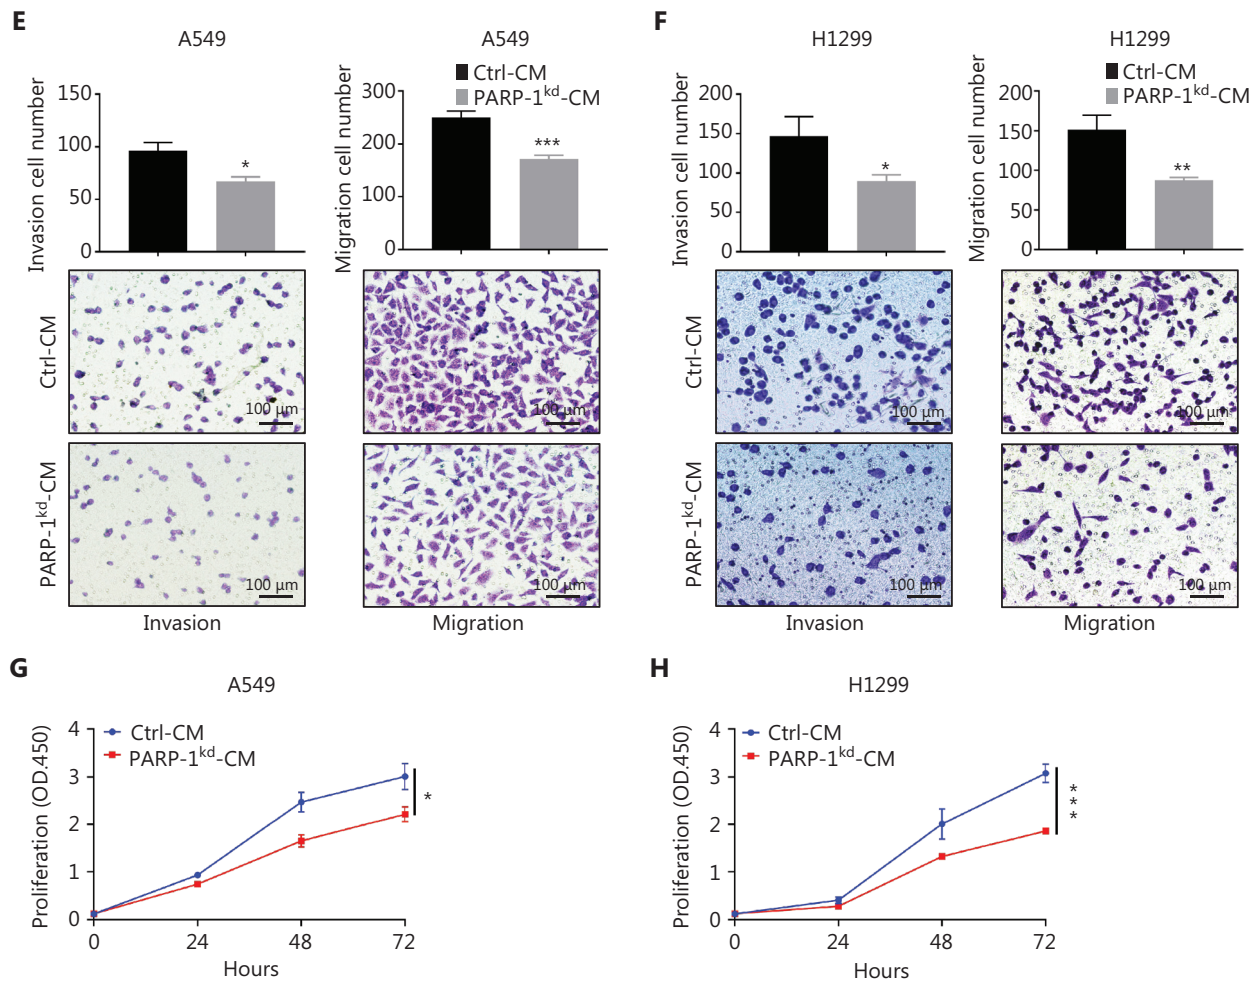 E
A549
A549
Ctrl-CM
PARP-1kd-CM
Invasion cell number
150
100
50
0
Migration cell number
300
200
100
0
*
***
Ctrl-CM
100 µm
100 µm
PARP-1kd-CM
100 µm
100 µm
Invasion
Migration
F
H1299
H1299
Ctrl-CM
PARP-1kd-CM
Invasion cell number
200
150
100
50
0
Migration cell number
200
150
100
50
0
*
**
Ctrl-CM
100 µm
100 µm
PARP-1kd-CM
100 µm
100 µm
Invasion
Migration
G
A549
Proliferation (OD.450)
4
3
2
1
0
Ctrl-CM
PARP-1kd-CM
*
0 24 48 72
Hours
H
H1299
Proliferation (OD.450)
4
3
2
1
0
Ctrl-CM
PARP-1kd-CM
***
0 24 48 72
Hours